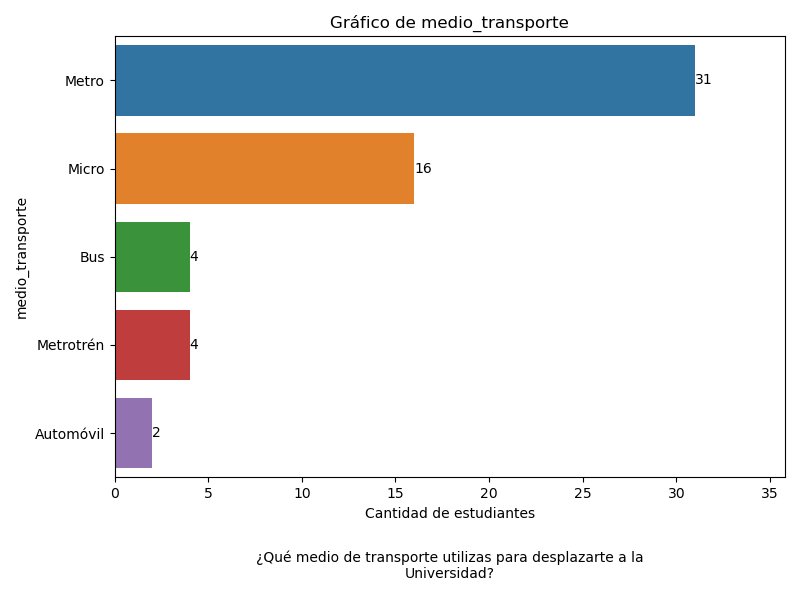 Gráfico de medio_transporte
medio_transporte
Metro
31
Micro
16
Bus
4
Metrotrén
4
Automóvil
2
0 5 10 15 20 25 30 35
Cantidad de estudiantes
¿Qué medio de transporte utilizas para desplazarte a la
Universidad?